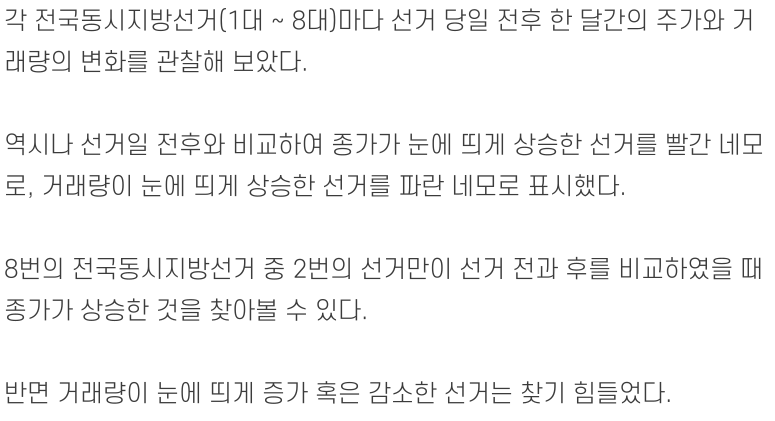 각 전국동시지방선거(1대 ~ 8대)마다 선거 당일 전후 한 달간의 주가와 거
래량의 변화를 관찰해 보았다.
역시나 선거일 전후와 비교하여 종가가 눈에 띄게 상승한 선거를 빨간 네모
로, 거래량이 눈에 띄게 상승한 선거를 파란 네모로 표시했다.
8번의 전국동시지방선거 중 2번의 선거만이 선거 전과 후를 비교하였을 때
종가가 상승한 것을 찾아볼 수 있다.
반면 거래량이 눈에 띄게 증가 혹은 감소한 선거는 찾기 힘들었다.